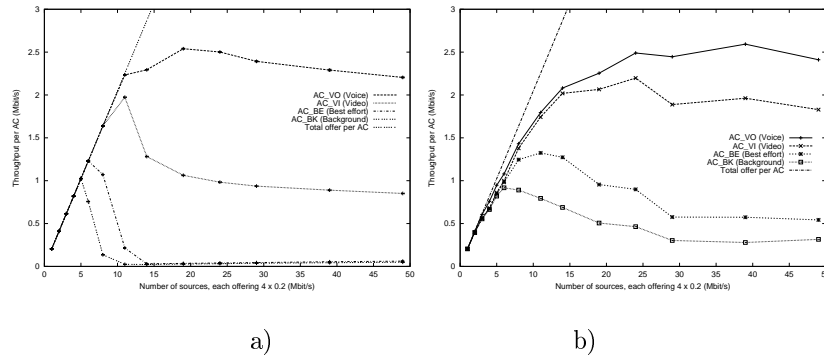 3
2.5
2
1.5
1
0.5
0
Throughput per AC (Mbit/s)
AC_VO (Voice)
AC_VI (Video)
AC_BE (Best effort)
AC_BK (Background)
Total offer per AC
0 5 10 15 20 25 30 35 40 45 50
Number of sources, each offering 4 x 0.2 (Mbit/s)
a)
3
2.5
2
1.5
1
0.5
0
Throughput per AC (Mbit/s)
AC_VO (Voice)
AC_VI (Video)
AC_BE (Best effort)
AC_BK (Background)
Total offer per AC
0 5 10 15 20 25 30 35 40 45 50
Number of sources, each offering 4 x 0.2 (Mbit/s)
b)